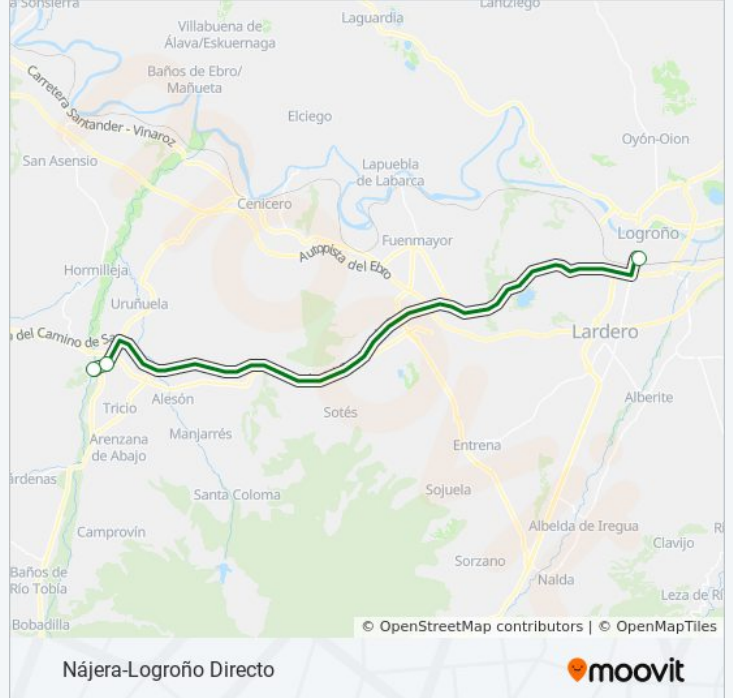 a Sonsierra
Lantziego
Laguardia
Villabuena de
Álava/Eskuernaga
Baños de Ebro/
Mañueta
Carretera Santander - Vinaroz
Elciego
Oyón-Oion
San Asensio
Lapuebla
de Labarca
Cenicero
Logroño
Fuenmayor
Autopista del Ebro
Hormilleja
Uruñuela
a del Camino de Sa
Lardero
Alesón
Tricio
Alberite
Sotés
Manjarrés
Arenzana
de Abajo
Entrena
árdenas
Sojuela
Santa Coloma
Albelda de Iregua
Camprovín
Clavijo
Sorzano
Baños de
Río Tobía
Nalda
Leza de Rí
Bobadilla
© OpenStreetMap contributors | © OpenMapTiles
Nájera-Logroño Directo
moovit